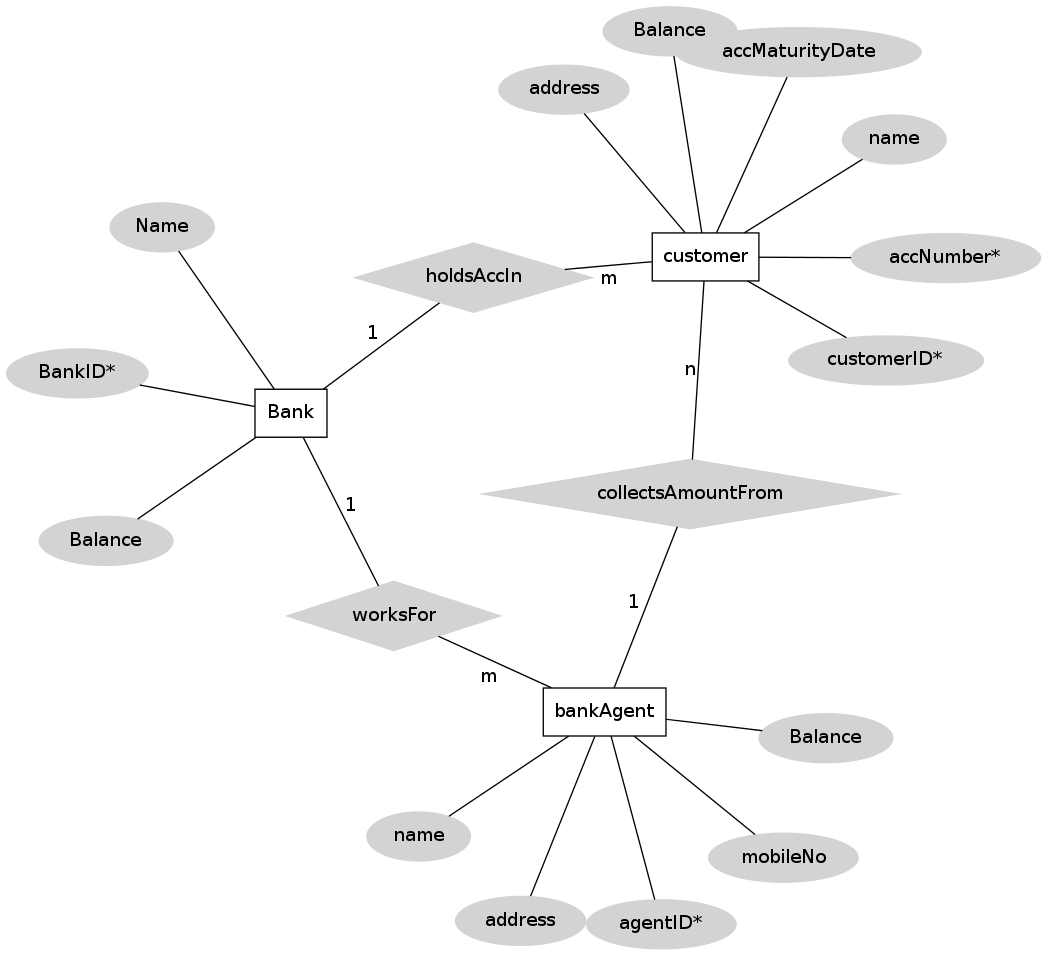 Balance
accMaturityDate
address
name
Name
customer
accNumber*
holdsAccIn
m
1
customerID*
n
BankID*
Bank
collectsAmountFrom
1
Balance
1
worksFor
m
bankAgent
Balance
name
mobileNo
address
agentID*